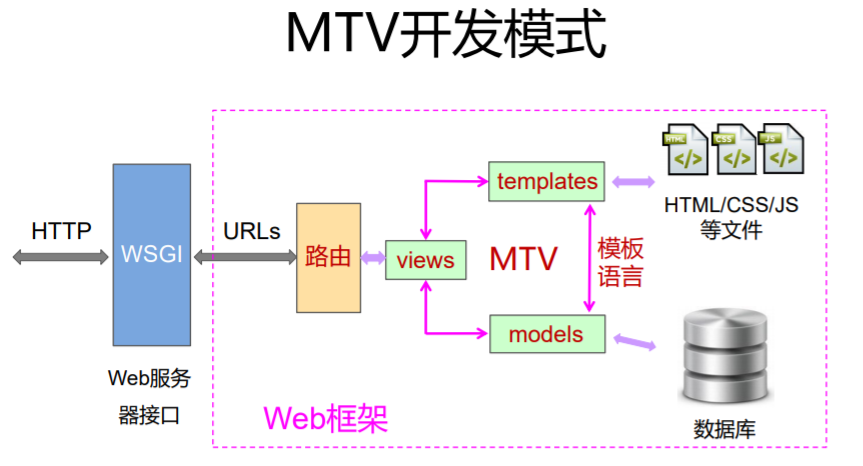 MTV开发模式
HTTP
WSGI
Web服务
器接口
URLs
路由
views
templates
MTV
模板
语言
models
HTML
CSS
JS
HTML/CSS/JS
等文件
数据库
Web框架